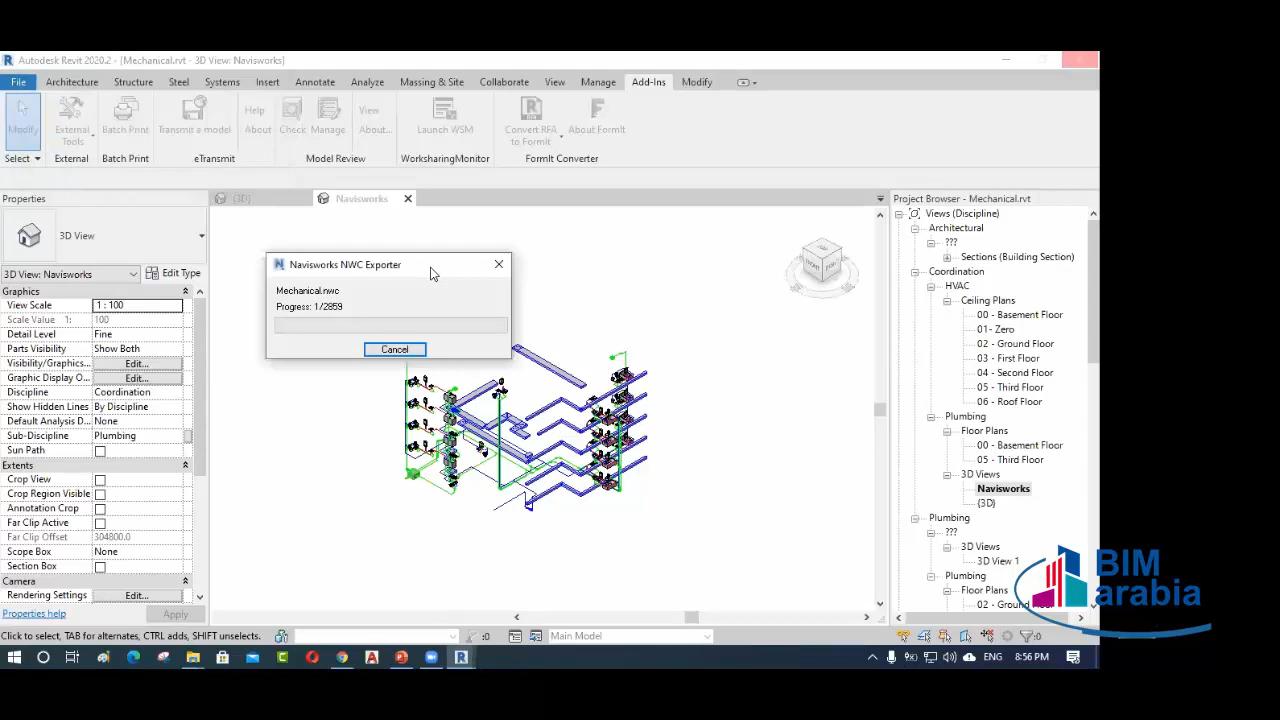 Autodesk Revit 2020.2 - [Mechanical.rvt - 3D View: Navisworks]
File Architecture Structure Steel Systems Insert Annotate Analyze Massing & Site Collaborate View Manage Add-Ins Modify
Modify External Tools Batch Print Transmit a model Help About Check Manage View About... Launch WSM Convert RFA to FormIt About FormIt
Select External Batch Print eTransmit Model Review WorksharingMonitor FormIt Converter
Properties
{3D} Navisworks
Project Browser - Mechanical.rvt
3D View
3D View: Navisworks Edit Type
Graphics
View Scale 1 : 100
Scale Value 1: 100
Detail Level Fine
Parts Visibility Show Both
Visibility/Graphics... Edit...
Graphic Display O... Edit...
Discipline Coordination
Show Hidden Lines By Discipline
Default Analysis D... None
Sub-Discipline Plumbing
Sun Path
Extents
Crop View
Crop Region Visible
Annotation Crop
Far Clip Active
Far Clip Offset 304800.0
Scope Box None
Section Box
Camera
Rendering Settings Edit...
Properties help Apply
Navisworks NWC Exporter
Mechanical.nwc
Progress: 1/2859
Cancel
Views (Discipline)
Architectural
???
Sections (Building Section)
Coordination
HVAC
Ceiling Plans
00 - Basement Floor
01- Zero
02 - Ground Floor
03 - First Floor
04 - Second Floor
05 - Third Floor
06 - Roof Floor
Plumbing
Floor Plans
00 - Basement Floor
05 - Third Floor
3D Views
Navisworks
{3D}
Plumbing
???
3D Views
3D View 1
Plumbing
Floor Plans
02 - Ground Floor
BIM
arabia
Click to select, TAB for alternates, CTRL adds, SHIFT unselects. :0 Main Model :0
ENG 8:56 PM